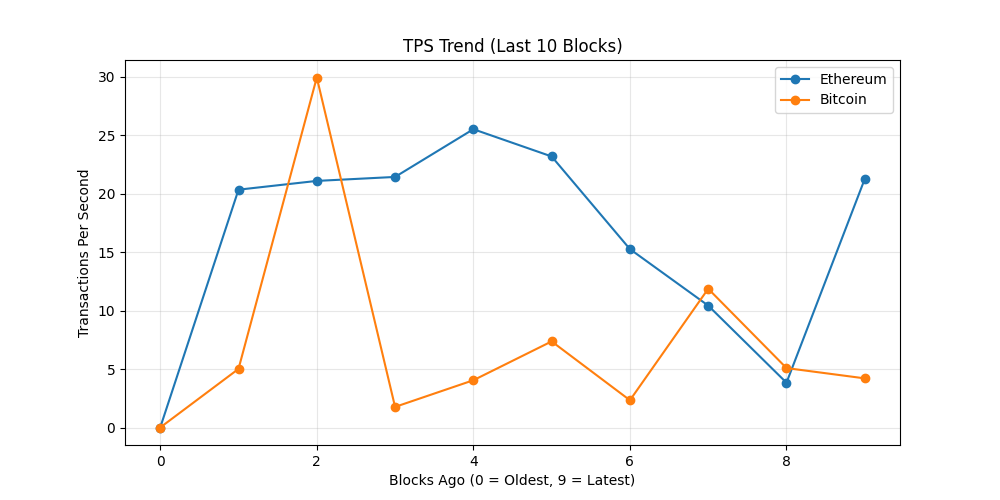 TPS Trend (Last 10 Blocks)
Ethereum
Bitcoin
Transactions Per Second
30
25
20
15
10
5
0
0 2 4 6 8
Blocks Ago (0 = Oldest, 9 = Latest)